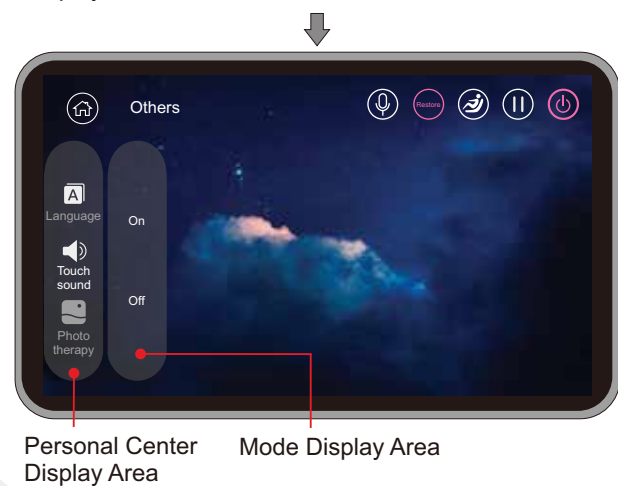 Others
Restore
A
Language
Touch
sound
Photo
therapy
On
Off
Personal Center
Display Area
Mode Display Area